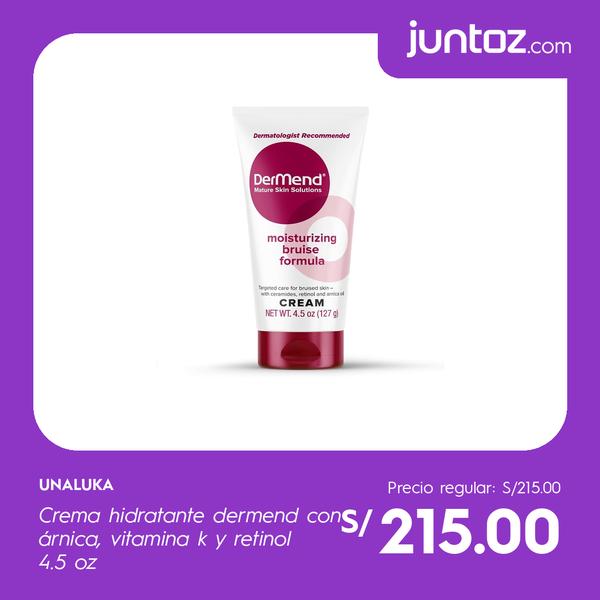 juntoz.com
Dermatologist Recommended
DerMend®
Mature Skin Solutions
moisturizing
bruise
formula
Targeted care for bruised skin –
with ceramides, retinol and arnica oil
CREAM
NET WT. 4.5 oz (127 g)
UNALUKA
Crema hidratante dermend con
árnica, vitamina k y retinol
4.5 oz
Precio regular: S/215.00
S/ 215.00